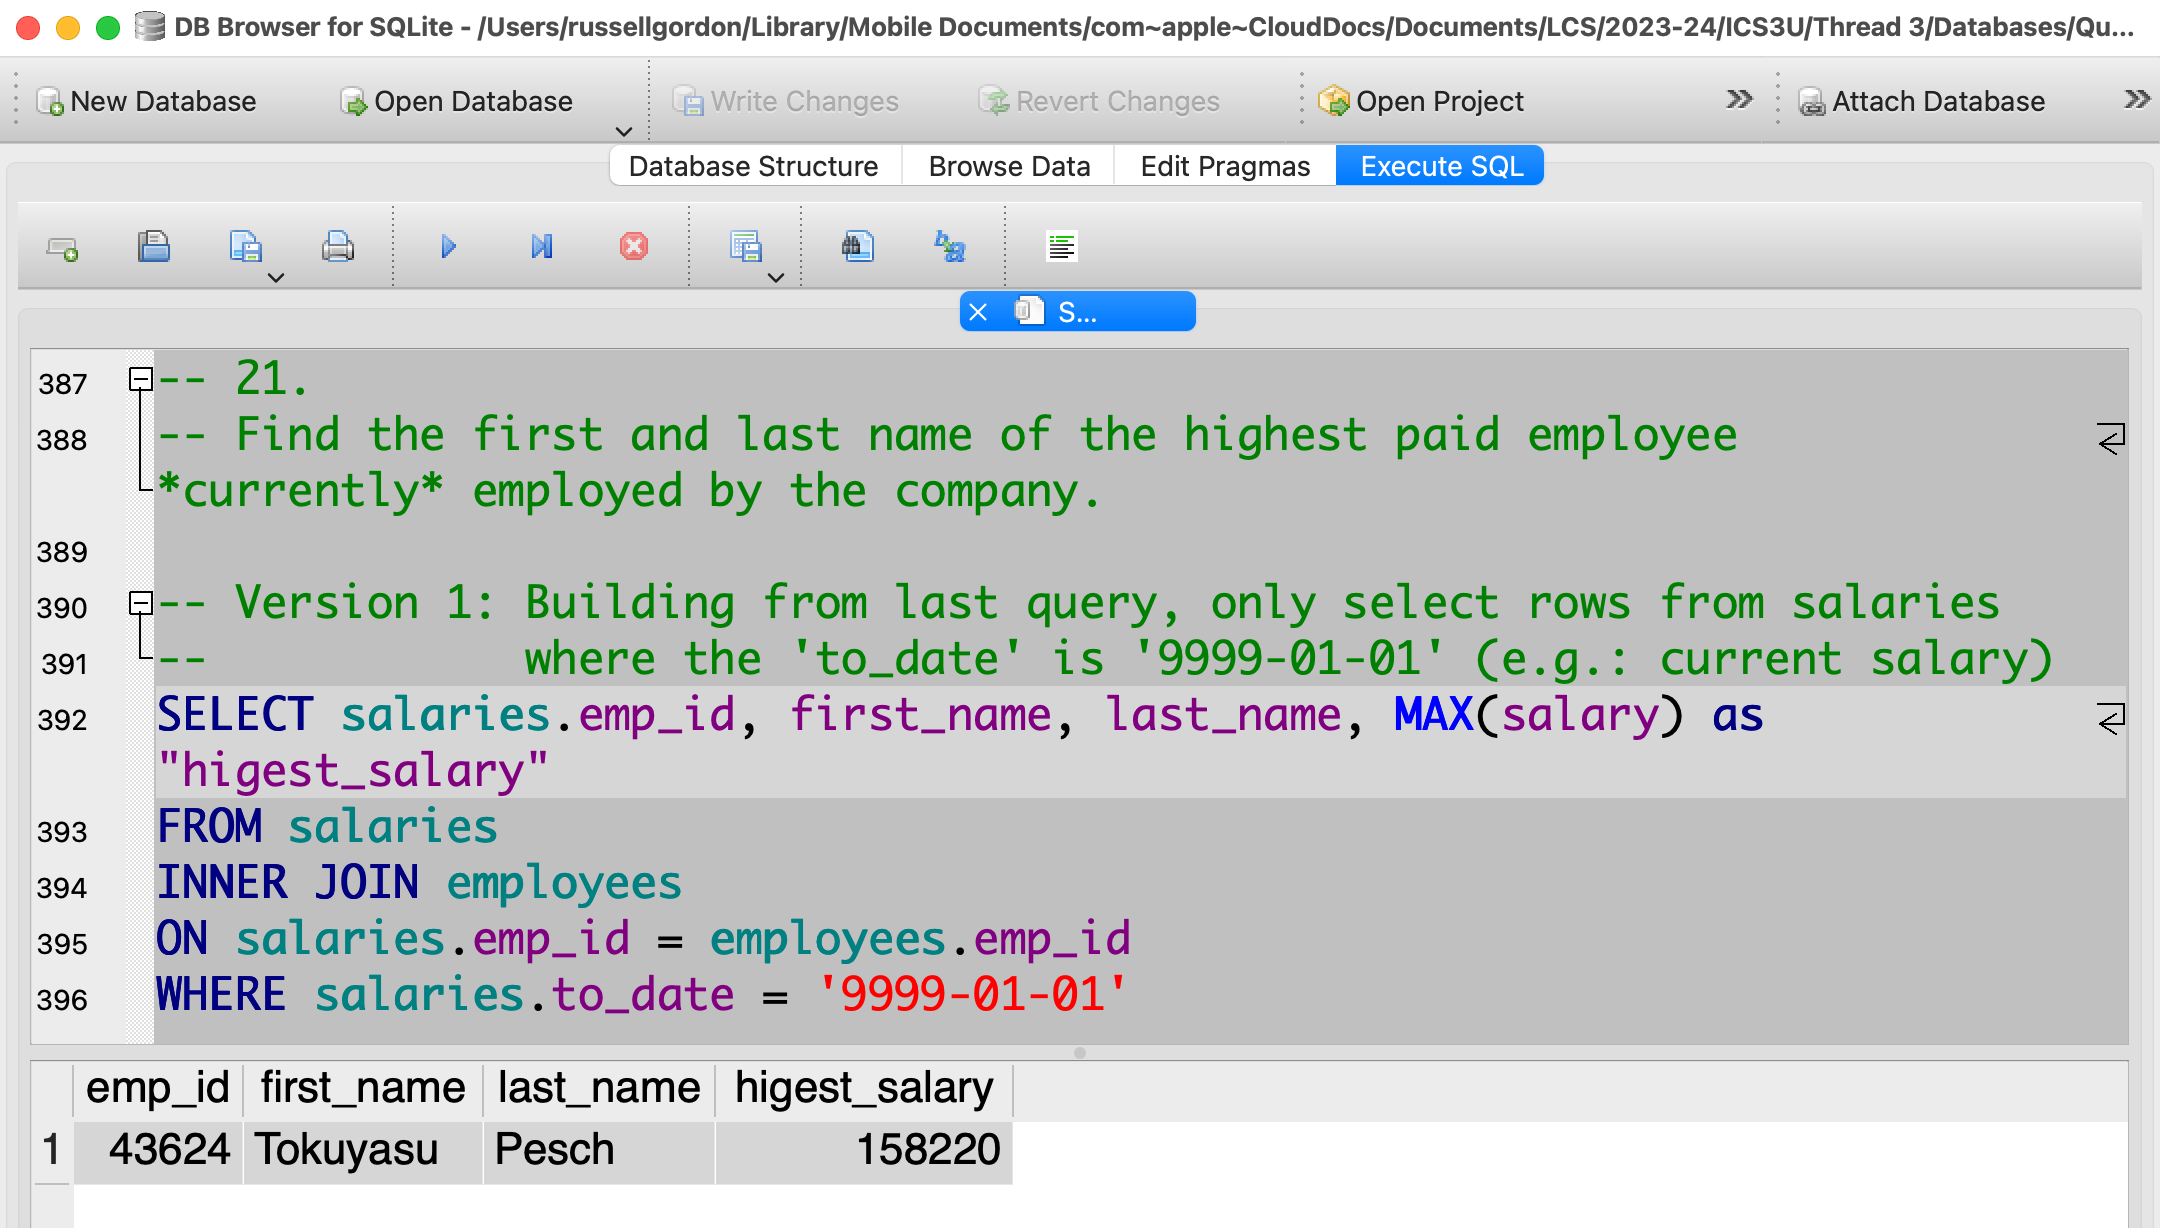 DB Browser for SQLite - /Users/russellgordon/Library/Mobile Documents/com~apple~CloudDocs/Documents/LCS/2023-24/ICS3U/Thread 3/Databases/Qu...
New Database Open Database Write Changes Revert Changes Open Project » Attach Database »
Database Structure Browse Data Edit Pragmas Execute SQL
S...
387 -- 21.
388 -- Find the first and last name of the highest paid employee
*currently* employed by the company.
389
390 -- Version 1: Building from last query, only select rows from salaries
391 -- where the 'to_date' is '9999-01-01' (e.g.: current salary)
392 SELECT salaries.emp_id, first_name, last_name, MAX(salary) as
"higest_salary"
393 FROM salaries
394 INNER JOIN employees
395 ON salaries.emp_id = employees.emp_id
396 WHERE salaries.to_date = '9999-01-01'
emp_id first_name last_name higest_salary
1 43624 Tokuyasu Pesch 158220